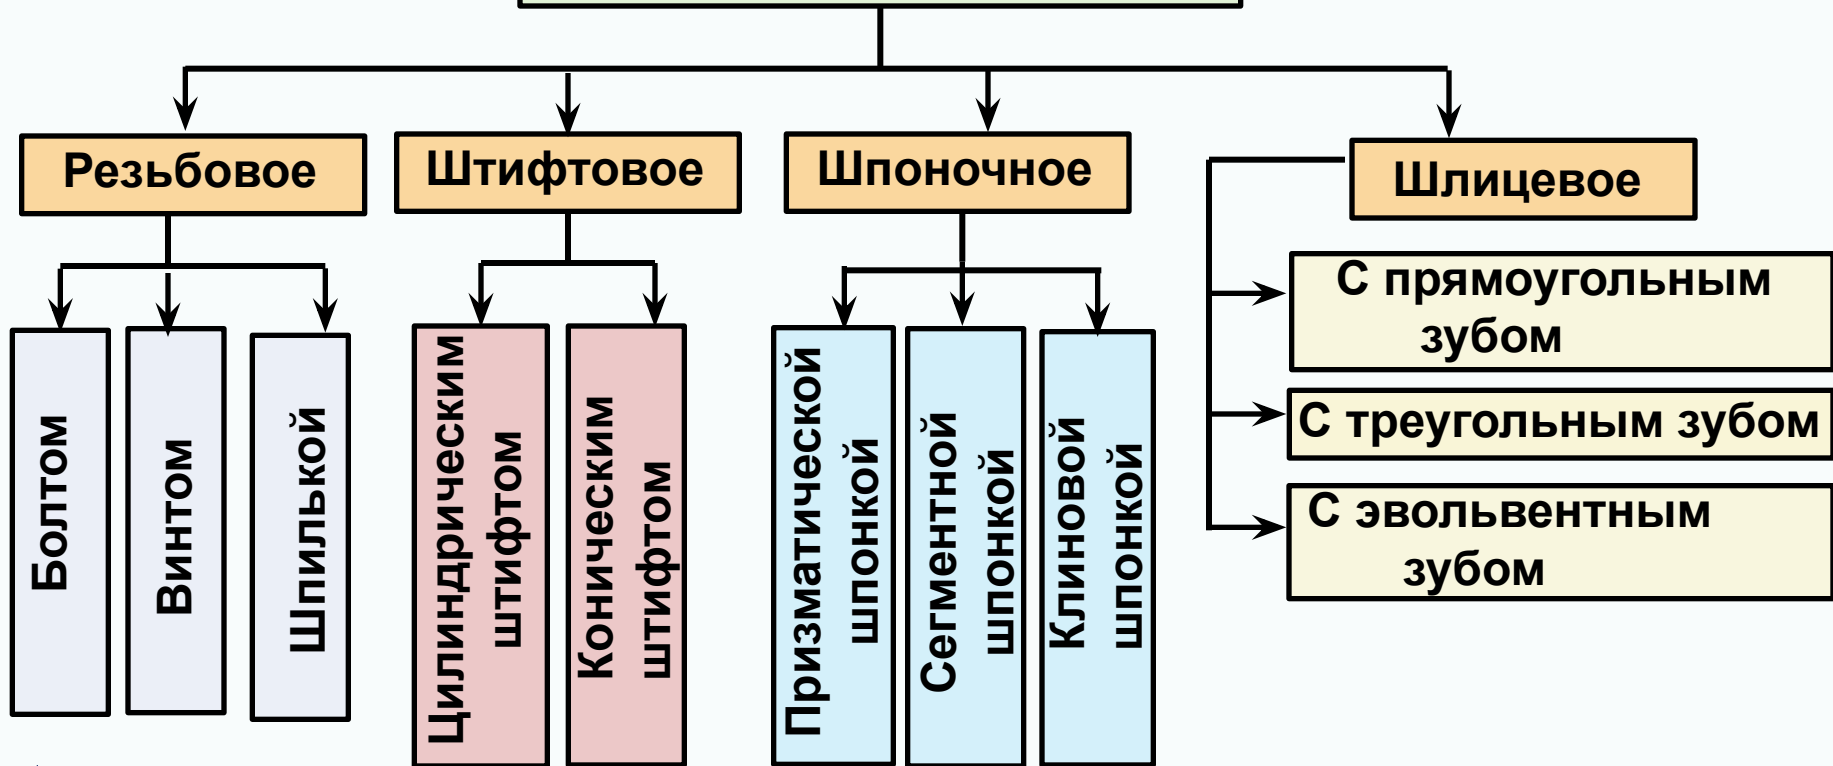 Резьбовое
Штифтовое
Шпоночное
Шлицевое
Болтом
Винтом
Шпилькой
Цилиндрическим
штифтом
Коническим
штифтом
Призматической
шпонкой
Сегментной
шпонкой
Клиновой
шпонкой
С прямоугольным
зубом
С треугольным зубом
С эвольвентным
зубом